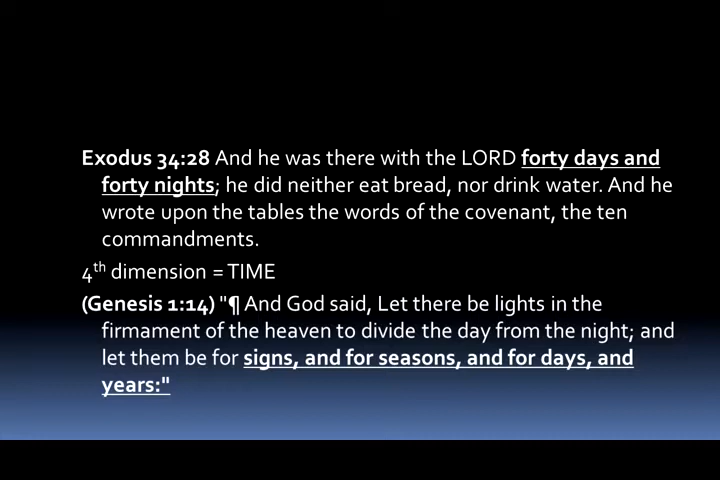 Exodus 34:28 And he was there with the LORD forty days and
forty nights; he did neither eat bread, nor drink water. And he
wrote upon the tables the words of the covenant, the ten
commandments.
4th dimension = TIME
(Genesis 1:14) "¶ And God said, Let there be lights in the
firmament of the heaven to divide the day from the night; and
let them be for signs, and for seasons, and for days, and
years:"